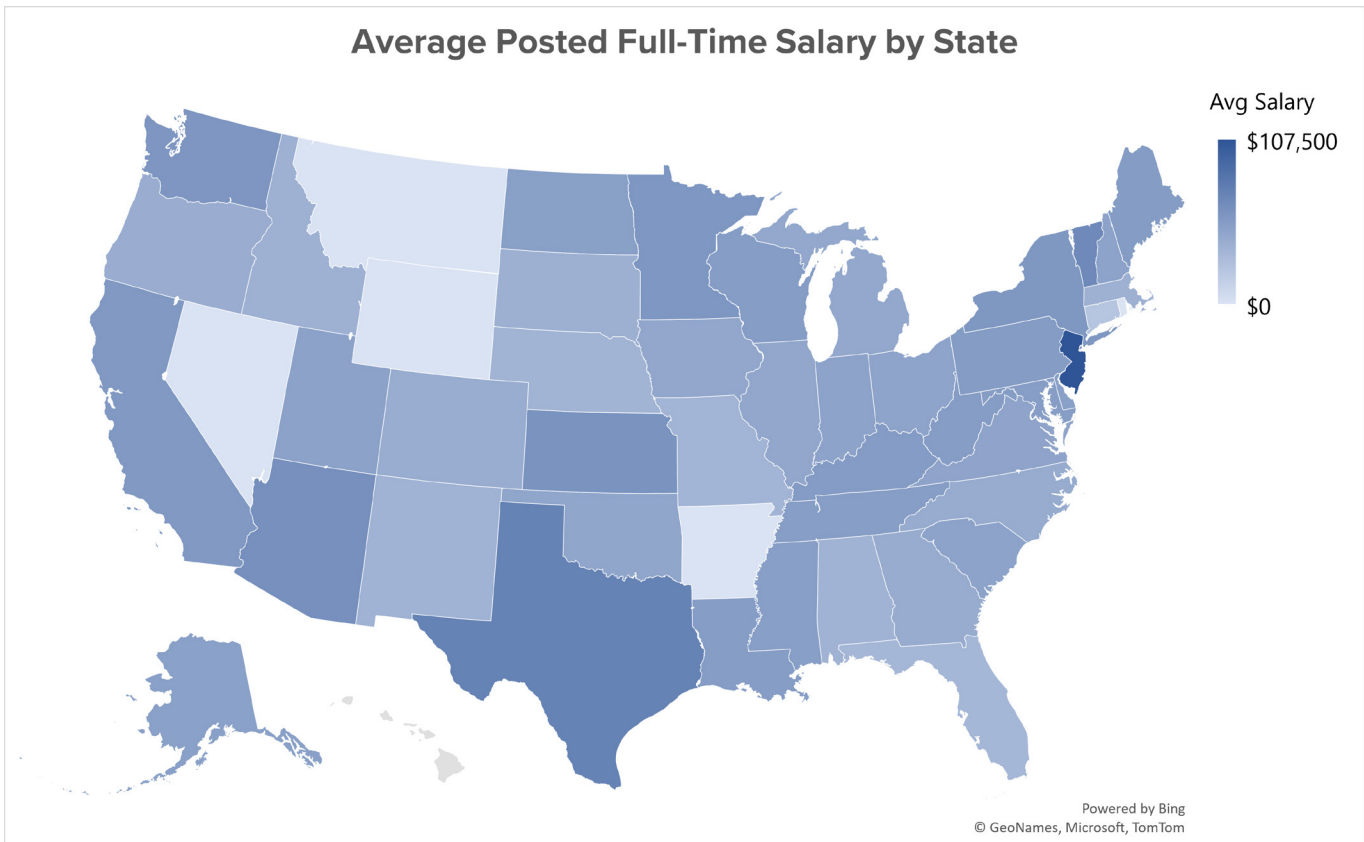 Average Posted Full-Time Salary by State
Avg Salary
$107,500
$0
Powered by Bing
© GeoNames, Microsoft, TomTom